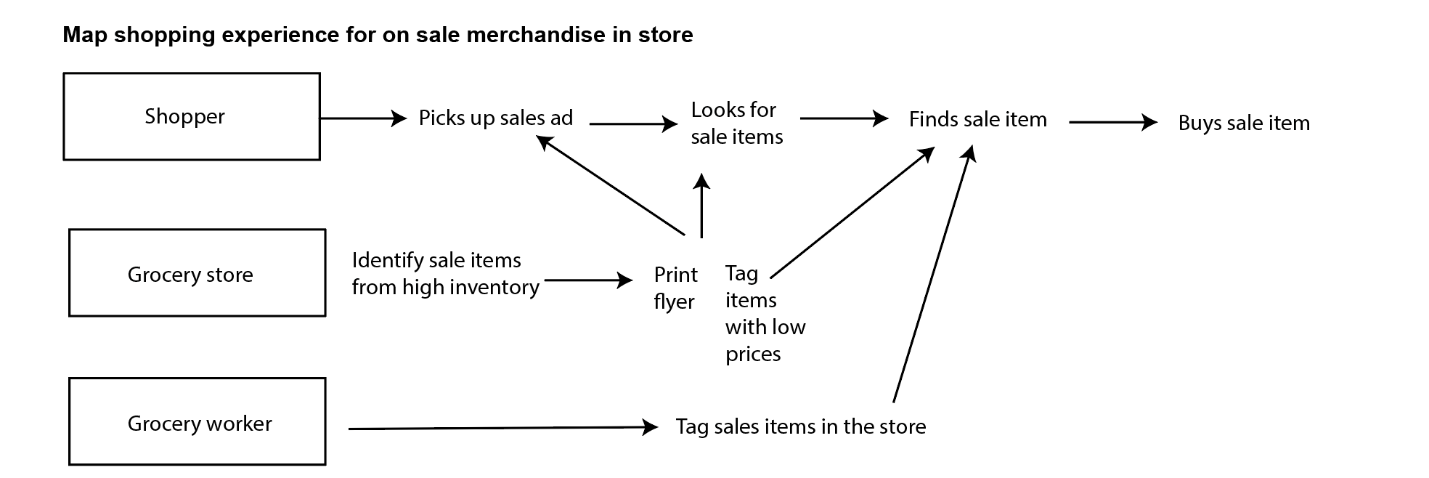 Map shopping experience for on sale merchandise in store
Shopper
Picks up sales ad
Looks for
sale items
Finds sale item
Buys sale item
Grocery store
Identify sale items
from high inventory
Print
flyer
Tag
items
with low
prices
Grocery worker
Tag sales items in the store